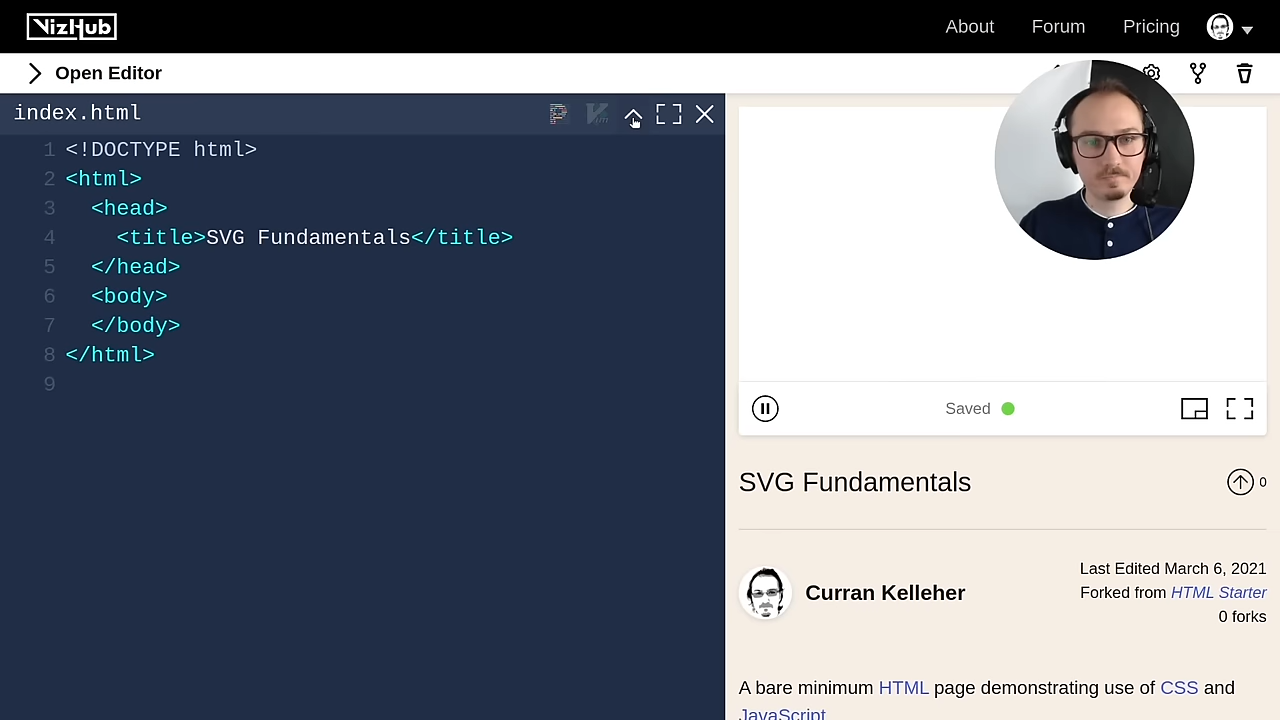 VizHub
About Forum Pricing
Open Editor
index.html
1 <!DOCTYPE html>
2 <html>
3 <head>
4 <title>SVG Fundamentals</title>
5 </head>
6 <body>
7 </body>
8 </html>
9
Saved
SVG Fundamentals
0
Curran Kelleher
Last Edited March 6, 2021
Forked from HTML Starter
0 forks
A bare minimum HTML page demonstrating use of CSS and
JavaScript